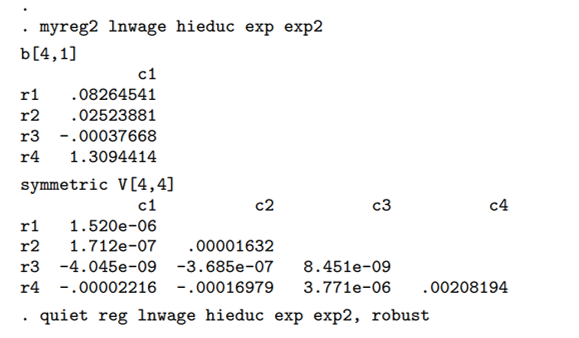 .
. myreg2 lnwage hieduc exp exp2
b[4,1]
            c1
r1   .08264541
r2   .02523881
r3  -.00037668
r4   1.3094414
symmetric V[4,4]
            c1          c2          c3          c4
r1   1.520e-06
r2   1.712e-07   .00001632
r3  -4.045e-09  -3.685e-07   8.451e-09
r4  -.00002216  -.00016979   3.771e-06   .00208194
. quiet reg lnwage hieduc exp exp2, robust